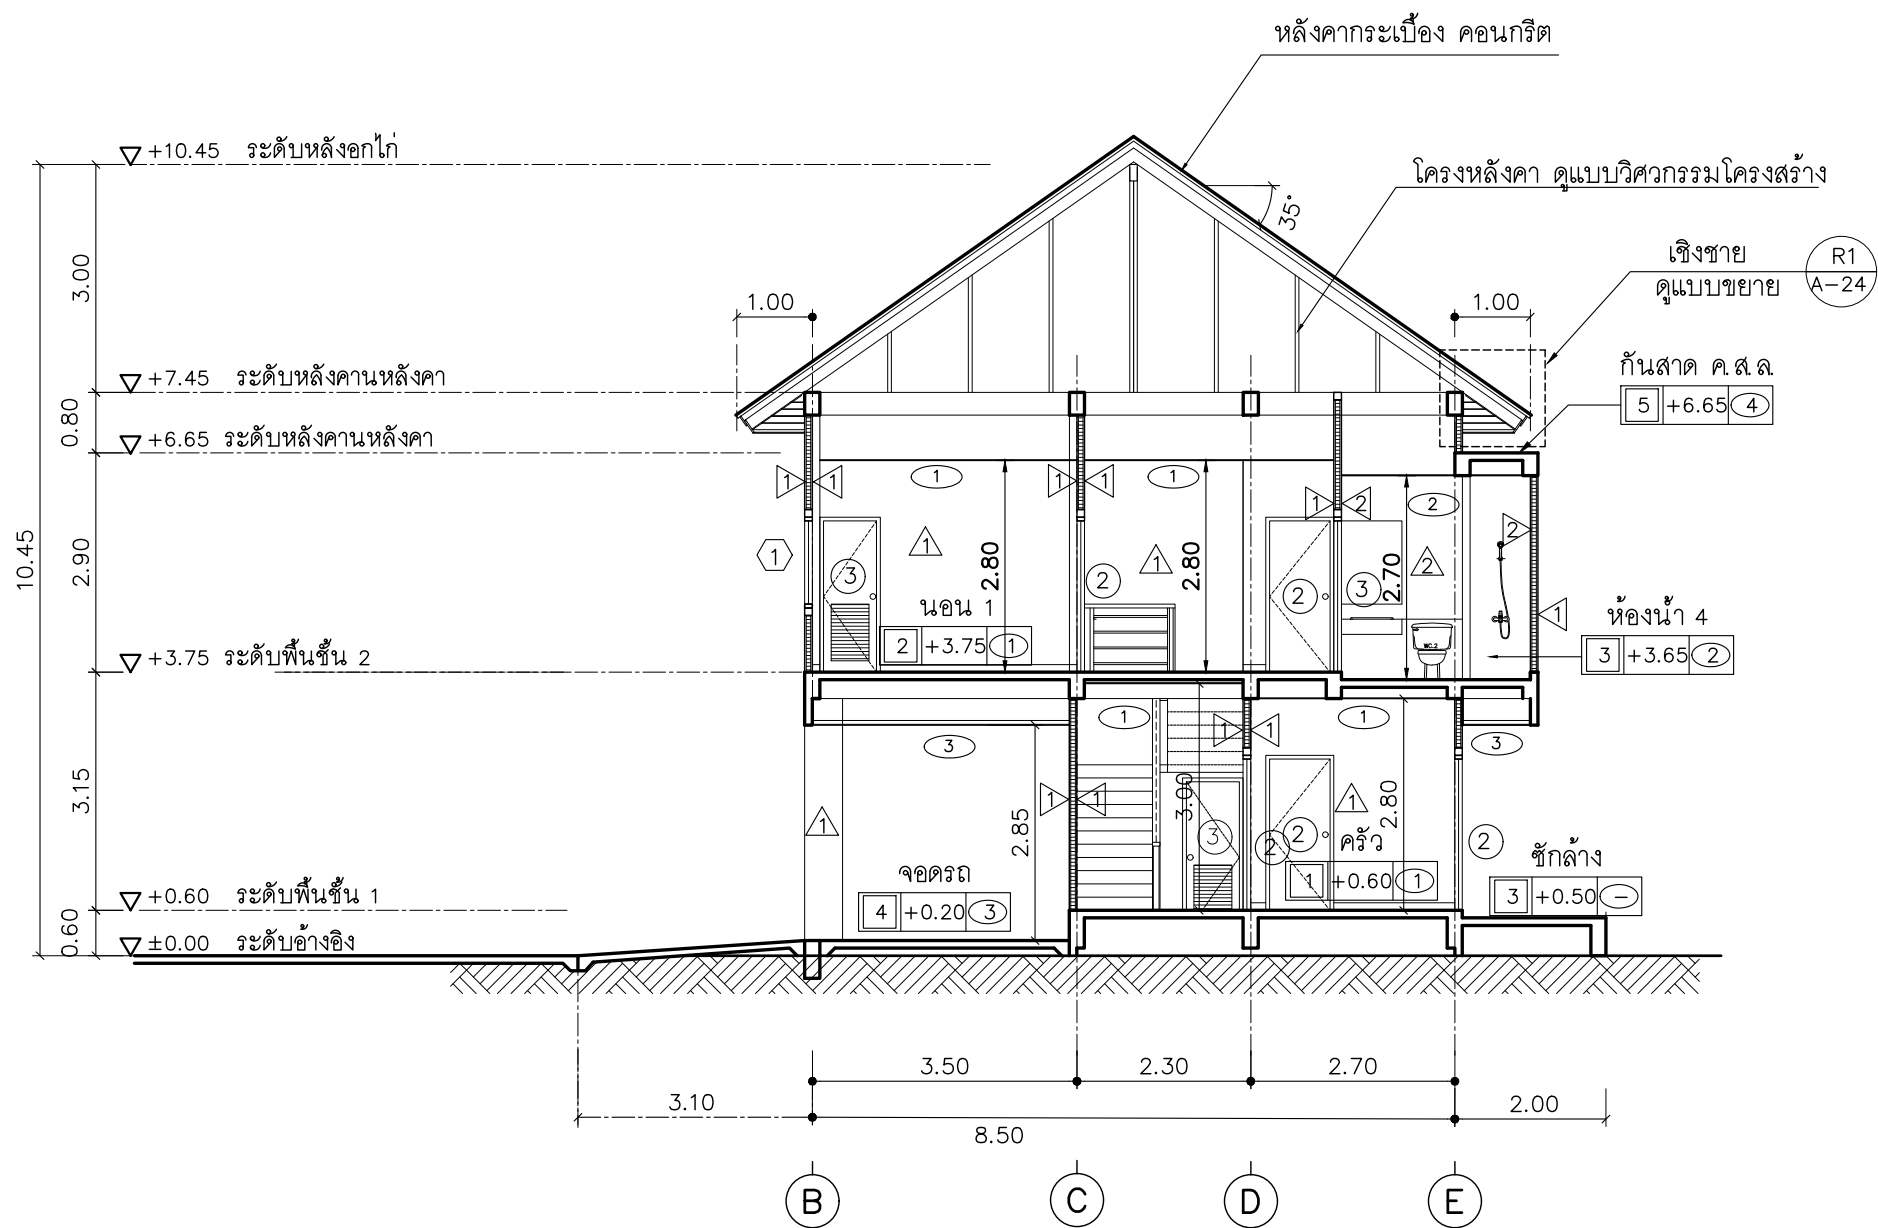 หลังคากระเบื้อง คอนกรีต
+10.45 ระดับหลังอกไก่
โครงหลังคา ดูแบบวิศวกรรมโครงสร้าง
35°
เชิงชาย
ดูแบบขยาย
R1
A-24
3.00
1.00
1.00
+7.45 ระดับหลังคานหลังคา
กันสาด ค.ส.ล.
5 +6.65 4
0.80
+6.65 ระดับหลังคานหลังคา
1 1 1 1 1 1 1 2 2
2
10.45
2.90
1
1
3
2.80
2
1
2.80
2
3
2.70
2
นอน 1
2 +3.75 1
WC.2
1
ห้องน้ำ 4
3 +3.65 2
+3.75 ระดับพื้นชั้น 2
3.15
3
1
1 1
1
3
1 1
1
2.85
3.00
3
2
2
1
2.80
2
ครัว
1 +0.60 1
ซักล้าง
3 +0.50 -
จอดรถ
4 +0.20 3
+0.60 ระดับพื้นชั้น 1
0.60
±0.00 ระดับอ้างอิง
3.50 2.30 2.70
3.10 8.50 2.00
B C D E